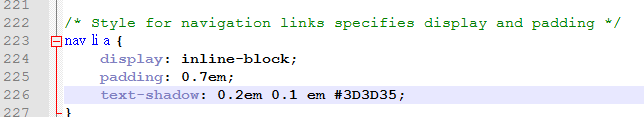 221
222 /* Style for navigation links specifies display and padding */
223 nav li a {
224 display: inline-block;
225 padding: 0.7em;
226 text-shadow: 0.2em 0.1 em #3D3D35;
227 }